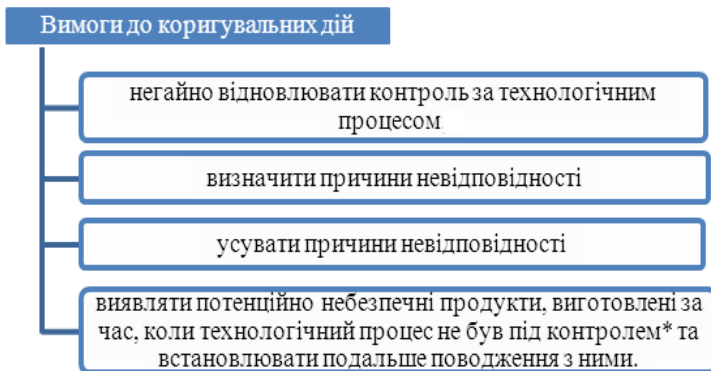 Вимоги до коригувальних дій
негайно відновлювати контроль за технологічним
процесом
визначити причини невідповідності
усувати причини невідповідності
виявляти потенційно небезпечні продукти, виготовлені за
час, коли технологічний процес не був під контролем* та
встановлювати подальше поводження з ними.